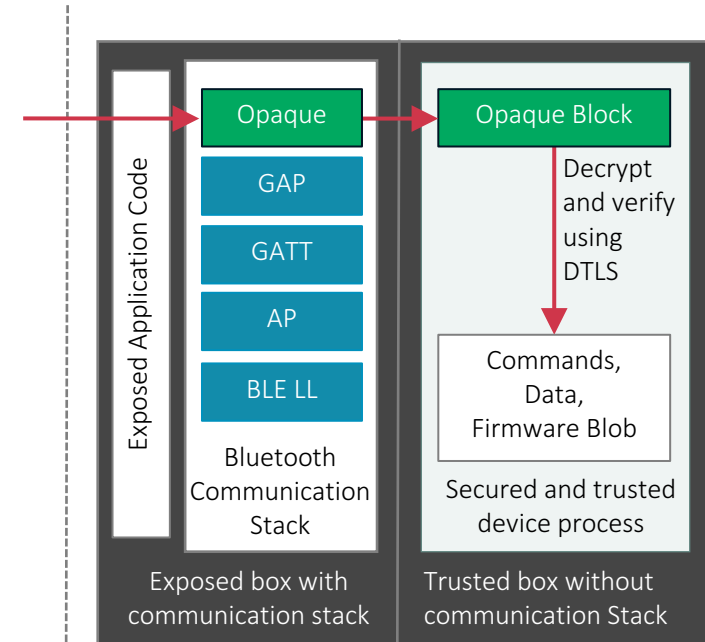 Exposed Application Code
Opaque
GAP
GATT
AP
BLE LL
Bluetooth
Communication
Stack
Exposed box with
communication stack
Opaque Block
Decrypt
and verify
using
DTLS
Commands,
Data,
Firmware Blob
Secured and trusted
device process
Trusted box without
communication Stack